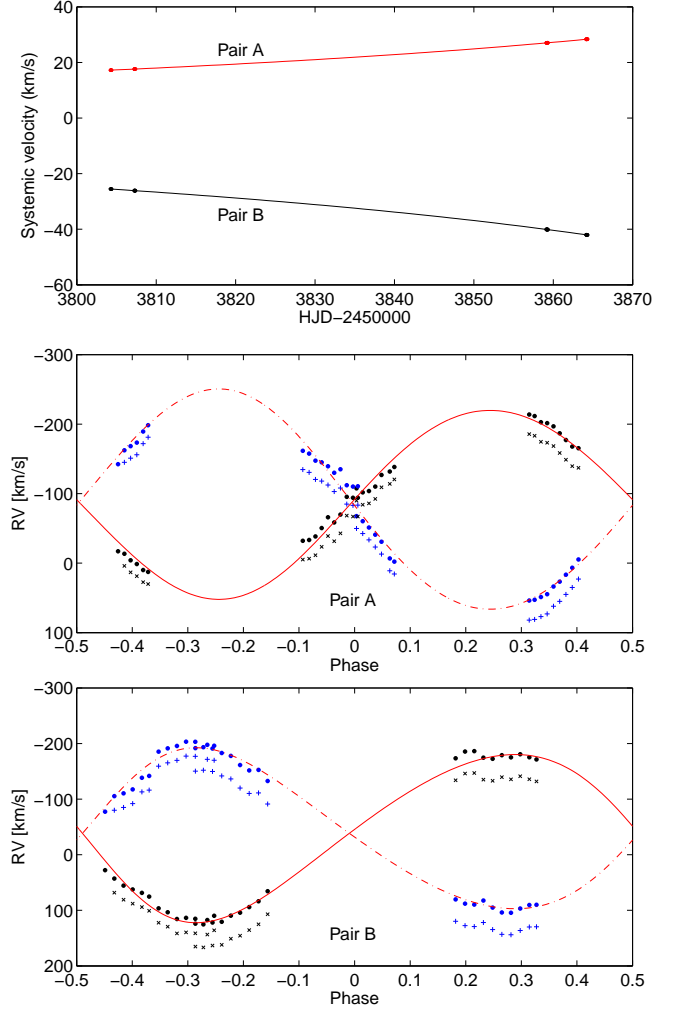 40
20
0
−20
−40
−60
Systemic velocity (km/s)
Pair A
Pair B
3800 3810 3820 3830 3840 3850 3860 3870
HJD−2450000
−300
−200
−100
0
100
RV [km/s]
Pair A
−0.5 −0.4 −0.3 −0.2 −0.1 0 0.1 0.2 0.3 0.4 0.5
Phase
−300
−200
−100
0
100
200
RV [km/s]
Pair B
−0.5 −0.4 −0.3 −0.2 −0.1 0 0.1 0.2 0.3 0.4 0.5
Phase